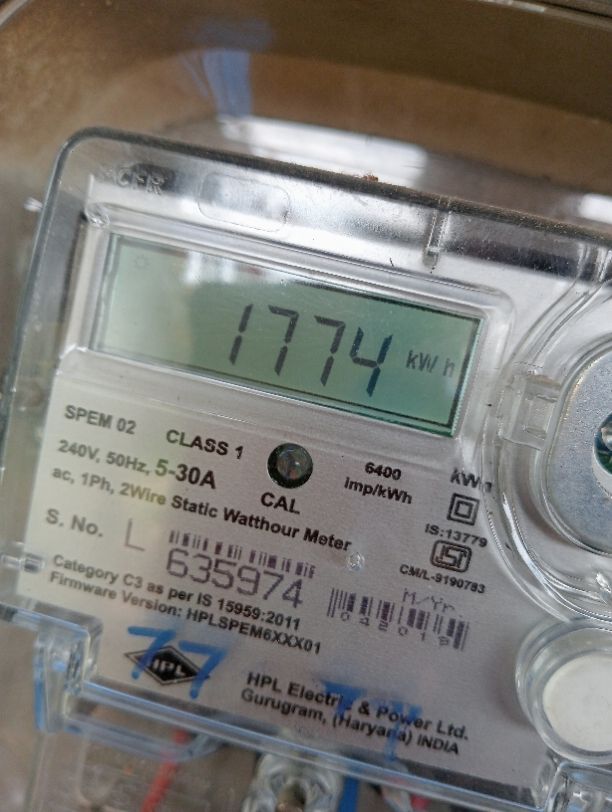 1774 kWh
SPEM 02 CLASS 1 6400 imp/kWh
240V, 50Hz, 5-30A CAL
ac, 1Ph, 2Wire Static Watthour Meter
IS:13779
CM/L-9190783
S. No. L 635974
M/Yr.
Category C3 as per IS 15959:2011
Firmware Version: HPLSPEM6XXX01
77
HPL
HPL Electric & Power Ltd.
Gurugram, (Haryana) INDIA